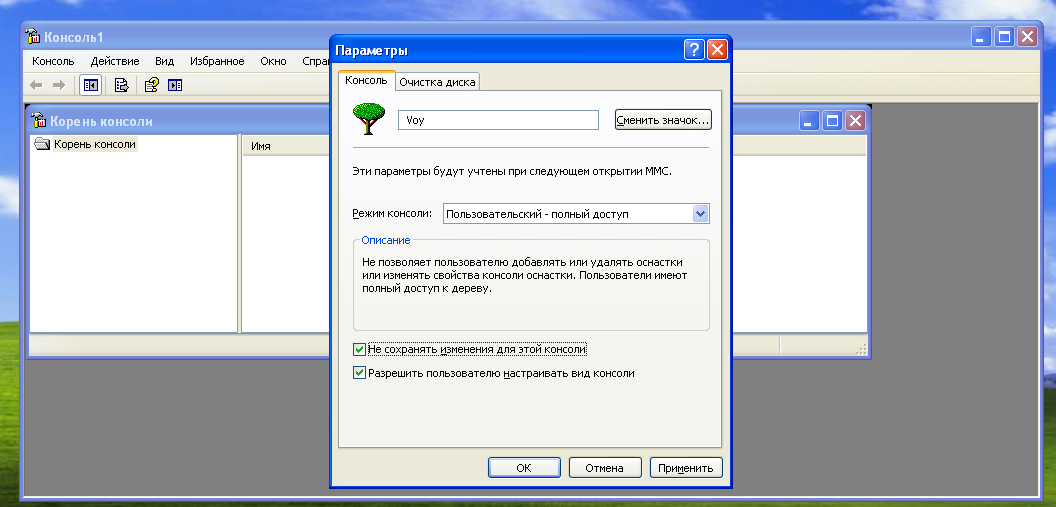 Консоль1
Консоль Действие Вид Избранное Окно Спра
Корень консоли
Корень консоли
Имя
Параметры
Консоль Очистка диска
Voy
Сменить значок...
Эти параметры будут учтены при следующем открытии MMC.
Режим консоли: Пользовательский - полный доступ
Описание
Не позволяет пользователю добавлять или удалять оснастки
или изменять свойства консоли оснастки. Пользователи имеют
полный доступ к дереву.
Не сохранять изменения для этой консоли
Разрешить пользователю настраивать вид консоли
ОК Отмена Применить